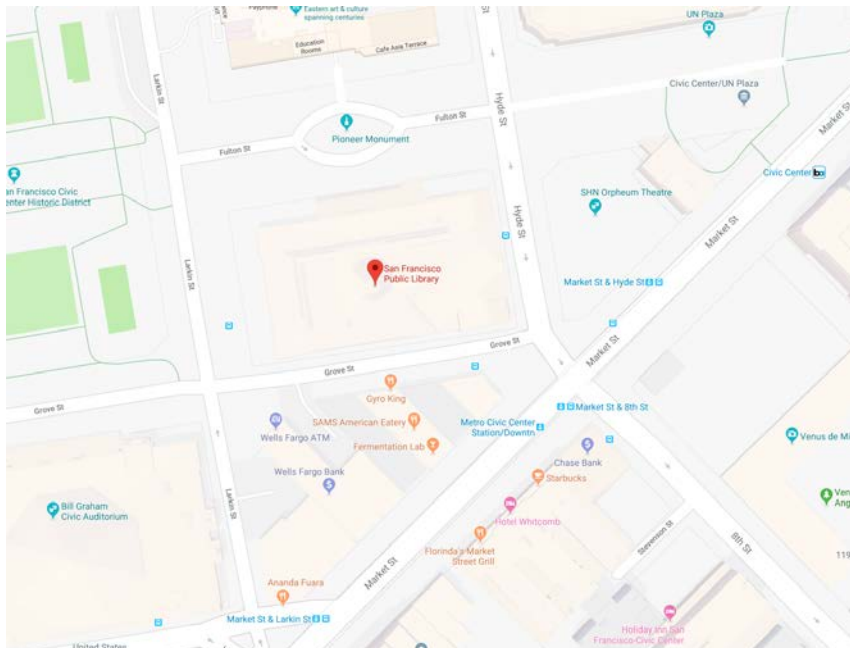 Eastern art & culture
spanning centuries
Education
Rooms
Cafe Asia Terrace
UN Plaza
Civic Center/UN Plaza
Larkin St
Hyde St
Market St
Fulton St
Fulton St
Pioneer Monument
Civic Center
an Francisco Civic
enter Historic District
SHN Orpheum Theatre
Hyde St
Market St
San Francisco
Public Library
Larkin St
Market St & Hyde St
Market St
Grove St
Grove St
Gyro King
Market St & 8th St
SAMS American Eatery
Metro Civic Center
Station/Downtn
Wells Fargo ATM
Fermentation Lab
Venus de Mi
Chase Bank
Wells Fargo Bank
Starbucks
Ven
Ang
Bill Graham
Civic Auditorium
Larkin St
Hotel Whitcomb
Stevenson St
8th St
Florinda's Market
Street Grill
119
Market St
Ananda Fuara
Market St & Larkin St
Holiday Inn San
Francisco-Civic Center
United States